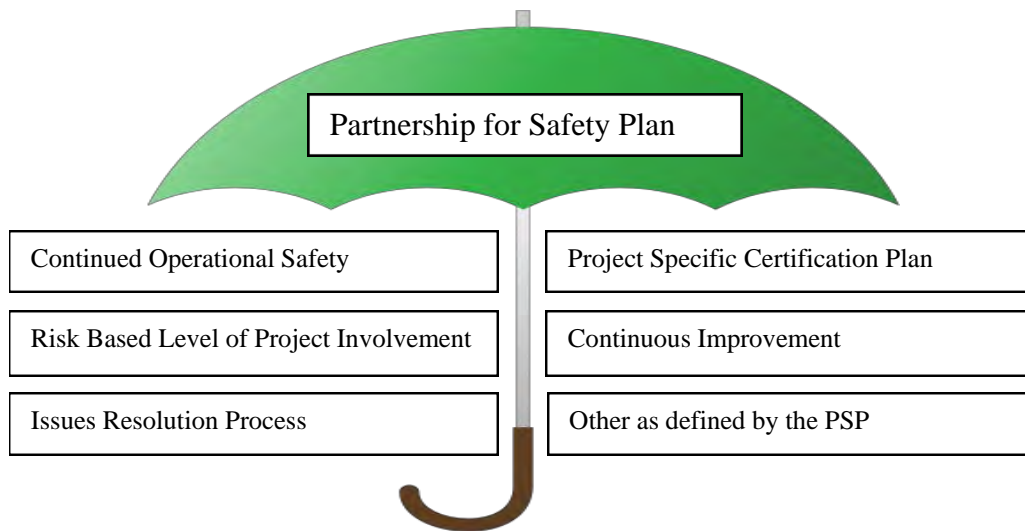 Partnership for Safety Plan
Continued Operational Safety
Project Specific Certification Plan
Risk Based Level of Project Involvement
Continuous Improvement
Issues Resolution Process
Other as defined by the PSP